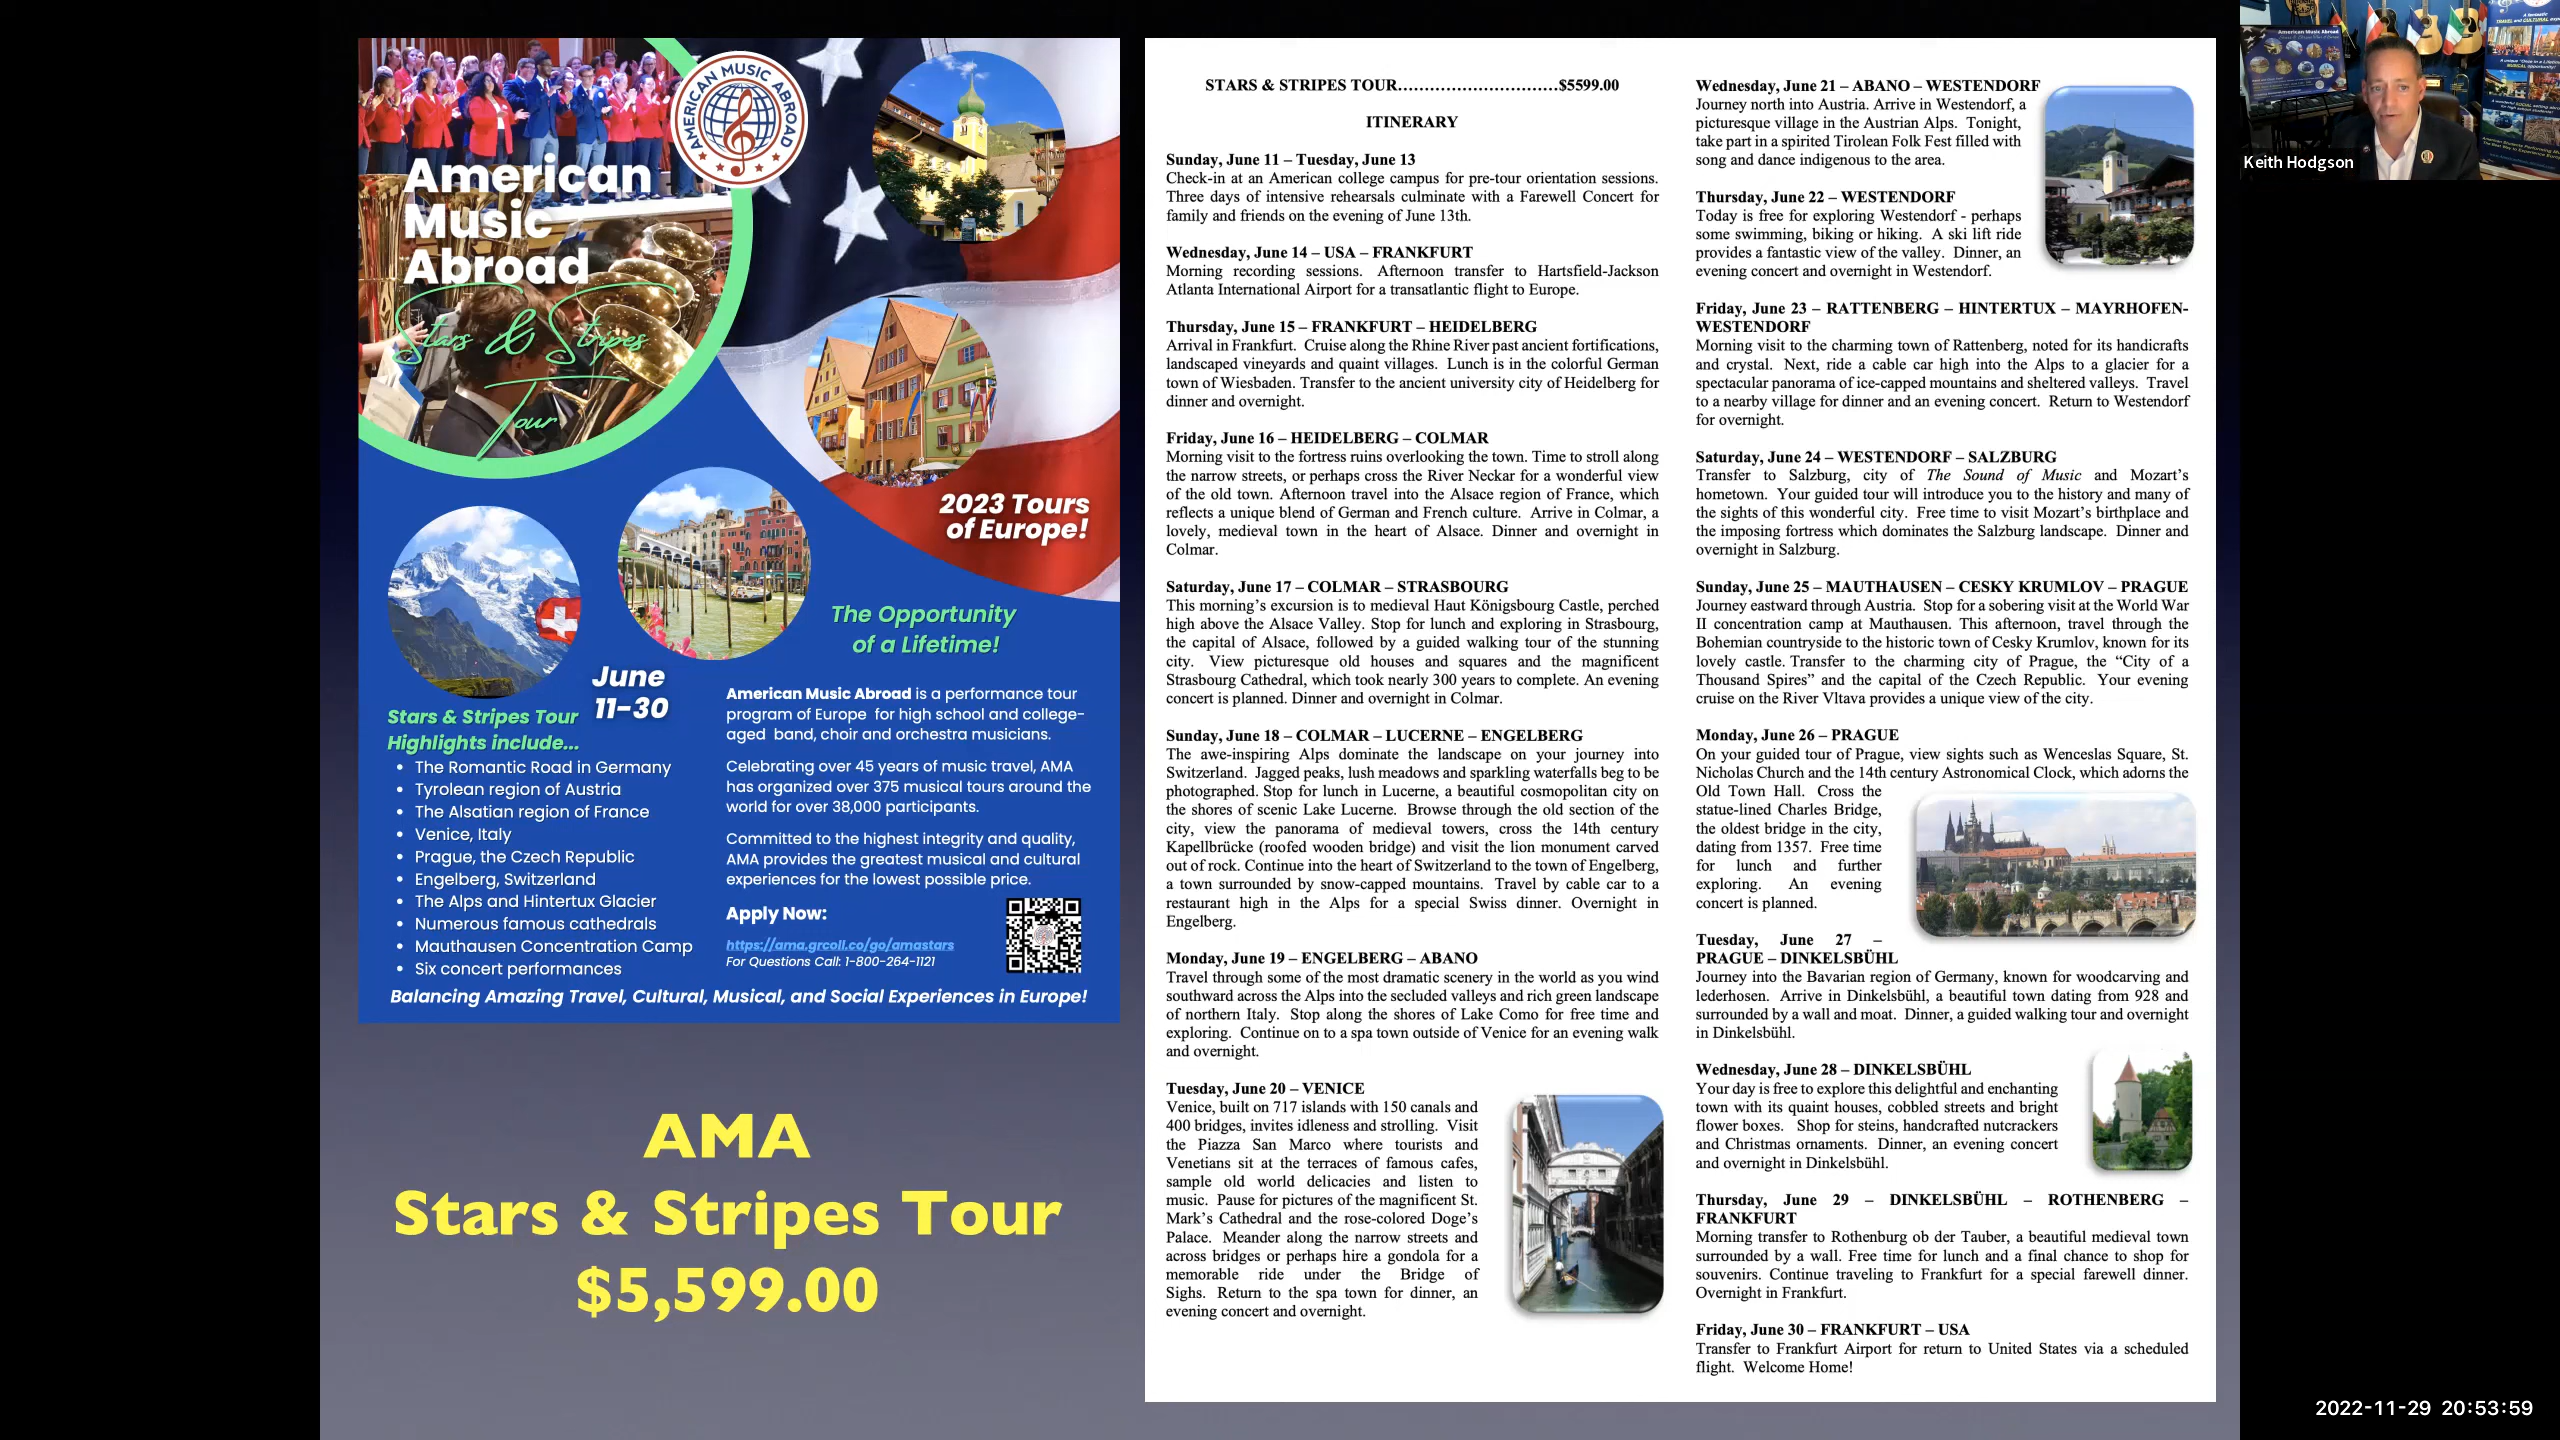 AMERICAN MUSIC ABROAD
American
Music
Abroad
Stars & Stripes
Tour
2023 Tours
of Europe!
The Opportunity
of a Lifetime!
June
11-30
Stars & Stripes Tour
Highlights include...
• The Romantic Road in Germany
• Tyrolean region of Austria
• The Alsatian region of France
• Venice, Italy
• Prague, the Czech Republic
• Engelberg, Switzerland
• The Alps and Hintertux Glacier
• Numerous famous cathedrals
• Mauthausen Concentration Camp
• Six concert performances
American Music Abroad is a performance tour
program of Europe for high school and college-
aged band, choir and orchestra musicians.
Celebrating over 45 years of music travel, AMA
has organized over 375 musical tours around the
world for over 38,000 participants.
Committed to the highest integrity and quality,
AMA provides the greatest musical and cultural
experiences for the lowest possible price.
Apply Now:
https://ama.grcoll.co/go/amastars
For Questions Call: 1-800-264-1121
Balancing Amazing Travel, Cultural, Musical, and Social Experiences in Europe!
AMA
Stars & Stripes Tour
$5,599.00
STARS & STRIPES TOUR…………………………$5599.00
ITINERARY
Sunday, June 11 – Tuesday, June 13
Check-in at an American college campus for pre-tour orientation sessions.
Three days of intensive rehearsals culminate with a Farewell Concert for
family and friends on the evening of June 13th.
Wednesday, June 14 – USA – FRANKFURT
Morning recording sessions. Afternoon transfer to Hartsfield-Jackson
Atlanta International Airport for a transatlantic flight to Europe.
Thursday, June 15 – FRANKFURT – HEIDELBERG
Arrival in Frankfurt. Cruise along the Rhine River past ancient fortifications,
landscaped vineyards and quaint villages. Lunch is in the colorful German
town of Wiesbaden. Transfer to the ancient university city of Heidelberg for
dinner and overnight.
Friday, June 16 – HEIDELBERG – COLMAR
Morning visit to the fortress ruins overlooking the town. Time to stroll along
the narrow streets, or perhaps cross the River Neckar for a wonderful view
of the old town. Afternoon travel into the Alsace region of France, which
reflects a unique blend of German and French culture. Arrive in Colmar, a
lovely, medieval town in the heart of Alsace. Dinner and overnight in
Colmar.
Saturday, June 17 – COLMAR – STRASBOURG
This morning's excursion is to medieval Haut Königsbourg Castle, perched
high above the Alsace Valley. Stop for lunch and exploring in Strasbourg,
the capital of Alsace, followed by a guided walking tour of the stunning
city. View picturesque old houses and squares and the magnificent
Strasbourg Cathedral, which took nearly 300 years to complete. An evening
concert is planned. Dinner and overnight in Colmar.
Sunday, June 18 – COLMAR – LUCERNE – ENGELBERG
The awe-inspiring Alps dominate the landscape on your journey into
Switzerland. Jagged peaks, lush meadows and sparkling waterfalls beg to be
photographed. Stop for lunch in Lucerne, a beautiful cosmopolitan city on
the shores of scenic Lake Lucerne. Browse through the old section of the
city, view the panorama of medieval towers, cross the 14th century
Kapellbrücke (roofed wooden bridge) and visit the lion monument carved
out of rock. Continue into the heart of Switzerland to the town of Engelberg,
a town surrounded by snow-capped mountains. Travel by cable car to a
restaurant high in the Alps for a special Swiss dinner. Overnight in
Engelberg.
Monday, June 19 – ENGELBERG – ABANO
Travel through some of the most dramatic scenery in the world as you wind
southward across the Alps into the secluded valleys and rich green landscape
of northern Italy. Stop along the shores of Lake Como for free time and
exploring. Continue on to a spa town outside of Venice for an evening walk
and overnight.
Tuesday, June 20 – VENICE
Venice, built on 717 islands with 150 canals and
400 bridges, invites idleness and strolling. Visit
the Piazza San Marco where tourists and
Venetians sit at the terraces of famous cafes,
sample old world delicacies and listen to
music. Pause for pictures of the magnificent St.
Mark's Cathedral and the rose-colored Doge's
Palace. Meander along the narrow streets and
across bridges or perhaps hire a gondola for a
memorable ride under the Bridge of
Sighs. Return to the spa town for dinner, an
evening concert and overnight.
Wednesday, June 21 – ABANO – WESTENDORF
Journey north into Austria. Arrive in Westendorf, a
picturesque village in the Austrian Alps. Tonight,
take part in a spirited Tirolean Folk Fest filled with
song and dance indigenous to the area.
Thursday, June 22 – WESTENDORF
Today is free for exploring Westendorf - perhaps
some swimming, biking or hiking. A ski lift ride
provides a fantastic view of the valley. Dinner, an
evening concert and overnight in Westendorf.
Friday, June 23 – RATTENBERG – HINTERTUX – MAYRHOFEN-
WESTENDORF
Morning visit to the charming town of Rattenberg, noted for its handicrafts
and crystal. Next, ride a cable car high into the Alps to a glacier for a
spectacular panorama of ice-capped mountains and sheltered valleys. Travel
to a nearby village for dinner and an evening concert. Return to Westendorf
for overnight.
Saturday, June 24 – WESTENDORF – SALZBURG
Transfer to Salzburg, city of The Sound of Music and Mozart's
hometown. Your guided tour will introduce you to the history and many of
the sights of this wonderful city. Free time to visit Mozart's birthplace and
the imposing fortress which dominates the Salzburg landscape. Dinner and
overnight in Salzburg.
Sunday, June 25 – MAUTHAUSEN – CESKY KRUMLOV – PRAGUE
Journey eastward through Austria. Stop for a sobering visit at the World War
II concentration camp at Mauthausen. This afternoon, travel through the
Bohemian countryside to the historic town of Cesky Krumlov, known for its
lovely castle. Transfer to the charming city of Prague, the “City of a
Thousand Spires” and the capital of the Czech Republic. Your evening
cruise on the River Vltava provides a unique view of the city.
Monday, June 26 – PRAGUE
On your guided tour of Prague, view sights such as Wenceslas Square, St.
Nicholas Church and the 14th century Astronomical Clock, which adorns the
Old Town Hall. Cross the
statue-lined Charles Bridge,
the oldest bridge in the city,
dating from 1357. Free time
for lunch and further
exploring. An evening
concert is planned.
Tuesday, June 27 –
PRAGUE – DINKELSBÜHL
Journey into the Bavarian region of Germany, known for woodcarving and
lederhosen. Arrive in Dinkelsbühl, a beautiful town dating from 928 and
surrounded by a wall and moat. Dinner, a guided walking tour and overnight
in Dinkelsbühl.
Wednesday, June 28 – DINKELSBÜHL
Your day is free to explore this delightful and enchanting
town with its quaint houses, cobbled streets and bright
flower boxes. Shop for steins, handcrafted nutcrackers
and Christmas ornaments. Dinner, an evening concert
and overnight in Dinkelsbühl.
Thursday, June 29 – DINKELSBÜHL – ROTHENBERG –
FRANKFURT
Morning transfer to Rothenburg ob der Tauber, a beautiful medieval town
surrounded by a wall. Free time for lunch and a final chance to shop for
souvenirs. Continue traveling to Frankfurt for a special farewell dinner.
Overnight in Frankfurt.
Friday, June 30 – FRANKFURT – USA
Transfer to Frankfurt Airport for return to United States via a scheduled
flight. Welcome Home!
American Music Abroad
Keith Hodgson
2022-11-29 20:53:59